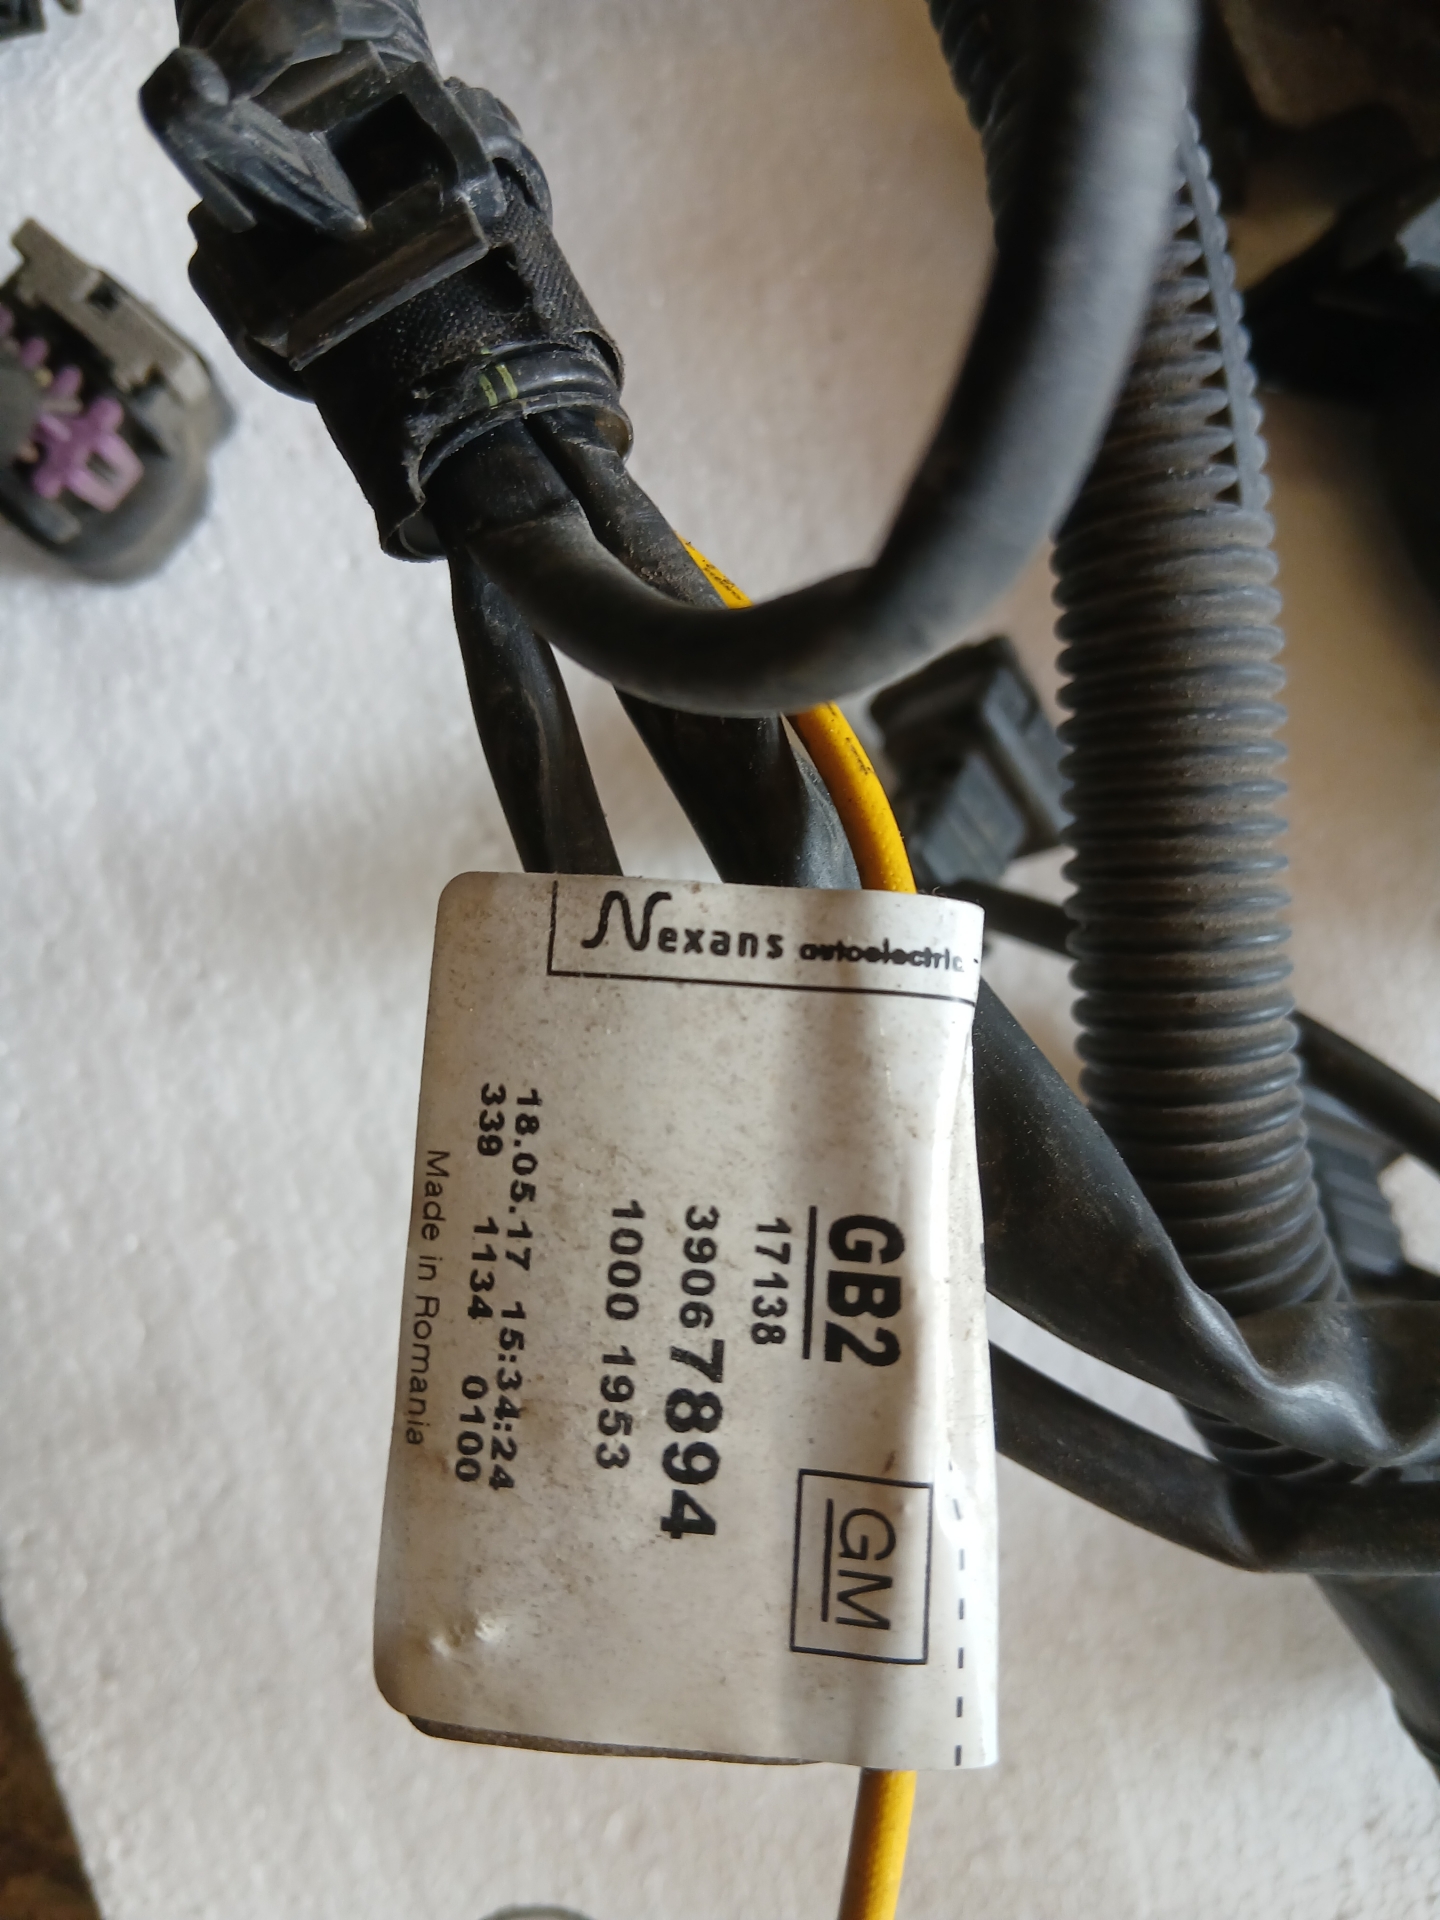 Nexans autoelectric
GB2
17138
GM
39067894
1000 1953
18.05.17 15:34:24
339 1134 0100
Made in Romania